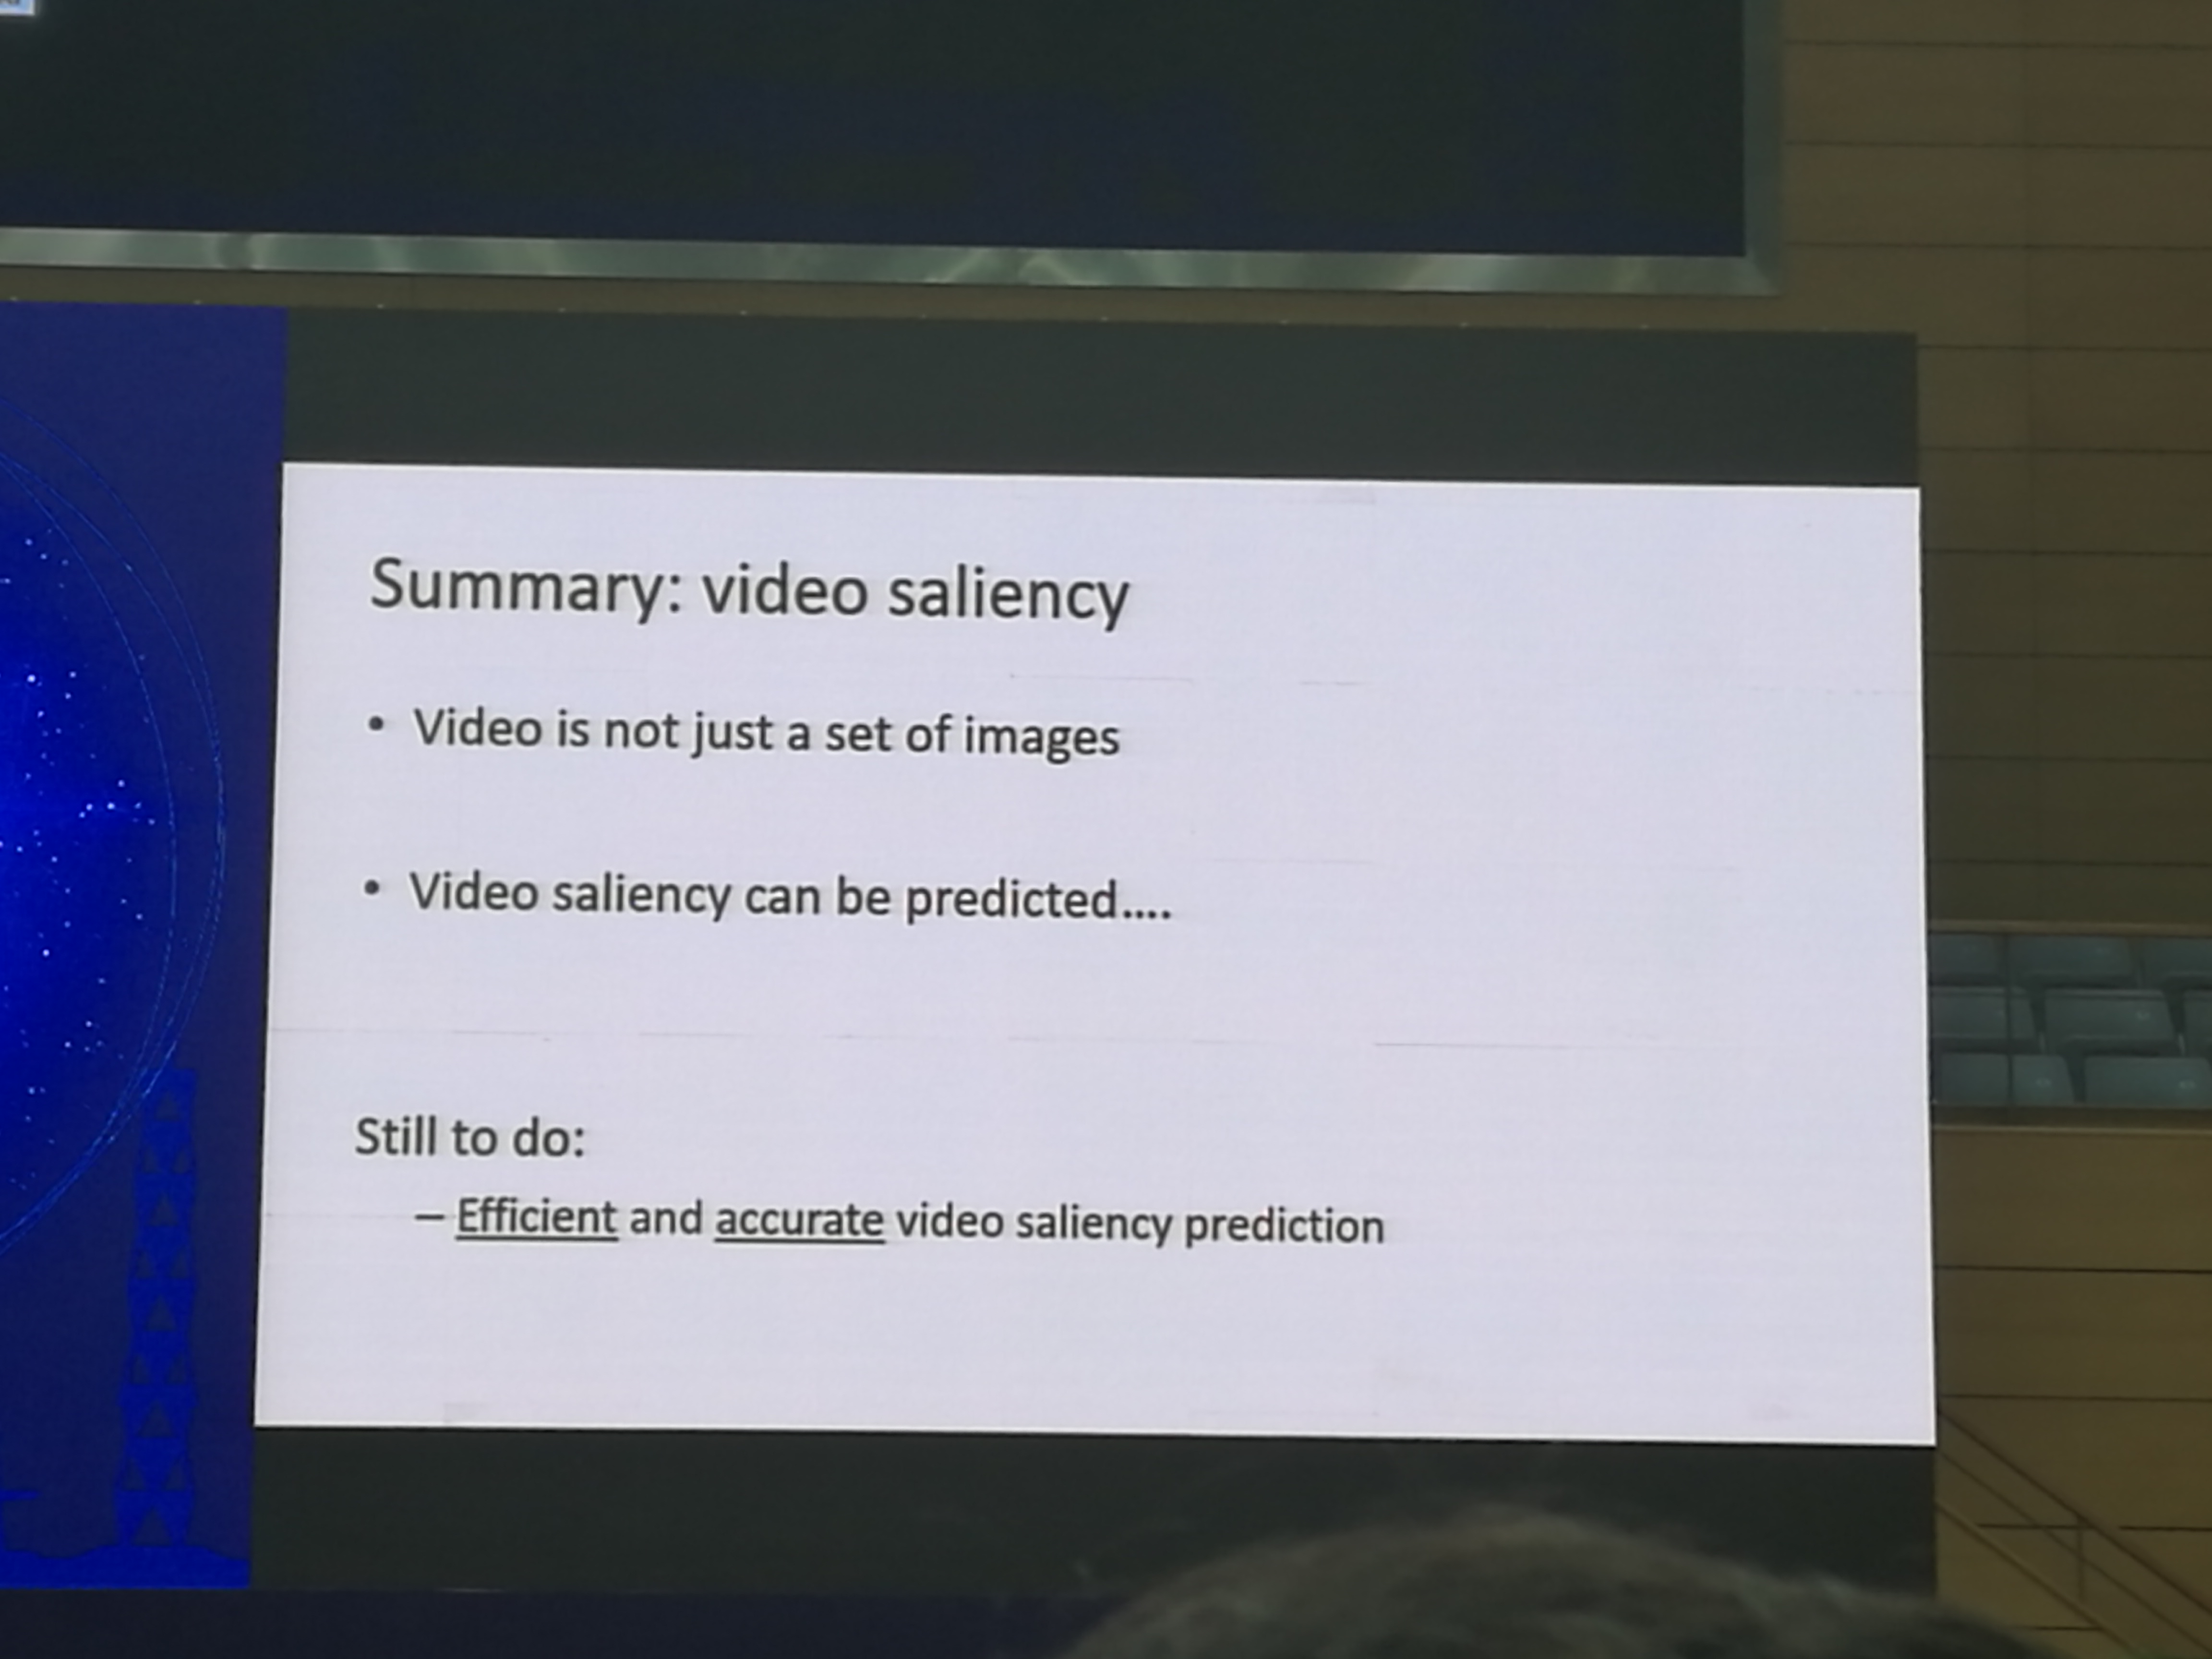 Summary: video saliency
• Video is not just a set of images
• Video saliency can be predicted....
Still to do:
– Efficient and accurate video saliency prediction